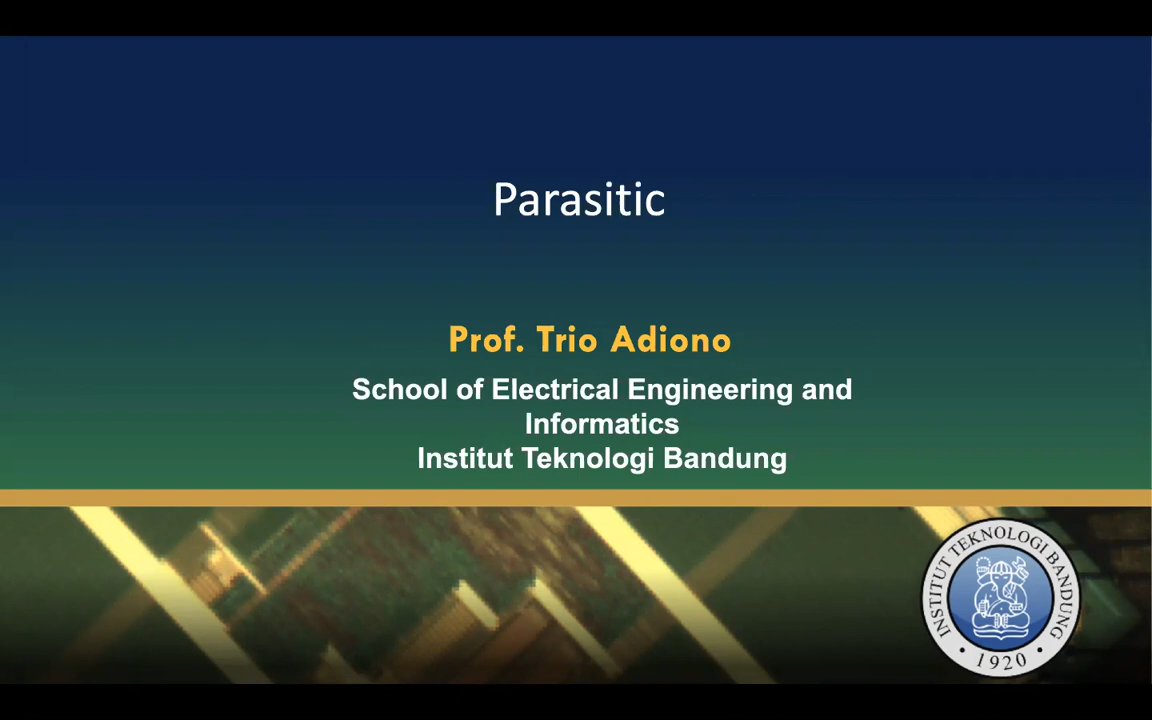 Parasitic
Prof. Trio Adiono
School of Electrical Engineering and
Informatics
Institut Teknologi Bandung
INSTITUT TEKNOLOGI BANDUNG
• 1920 •